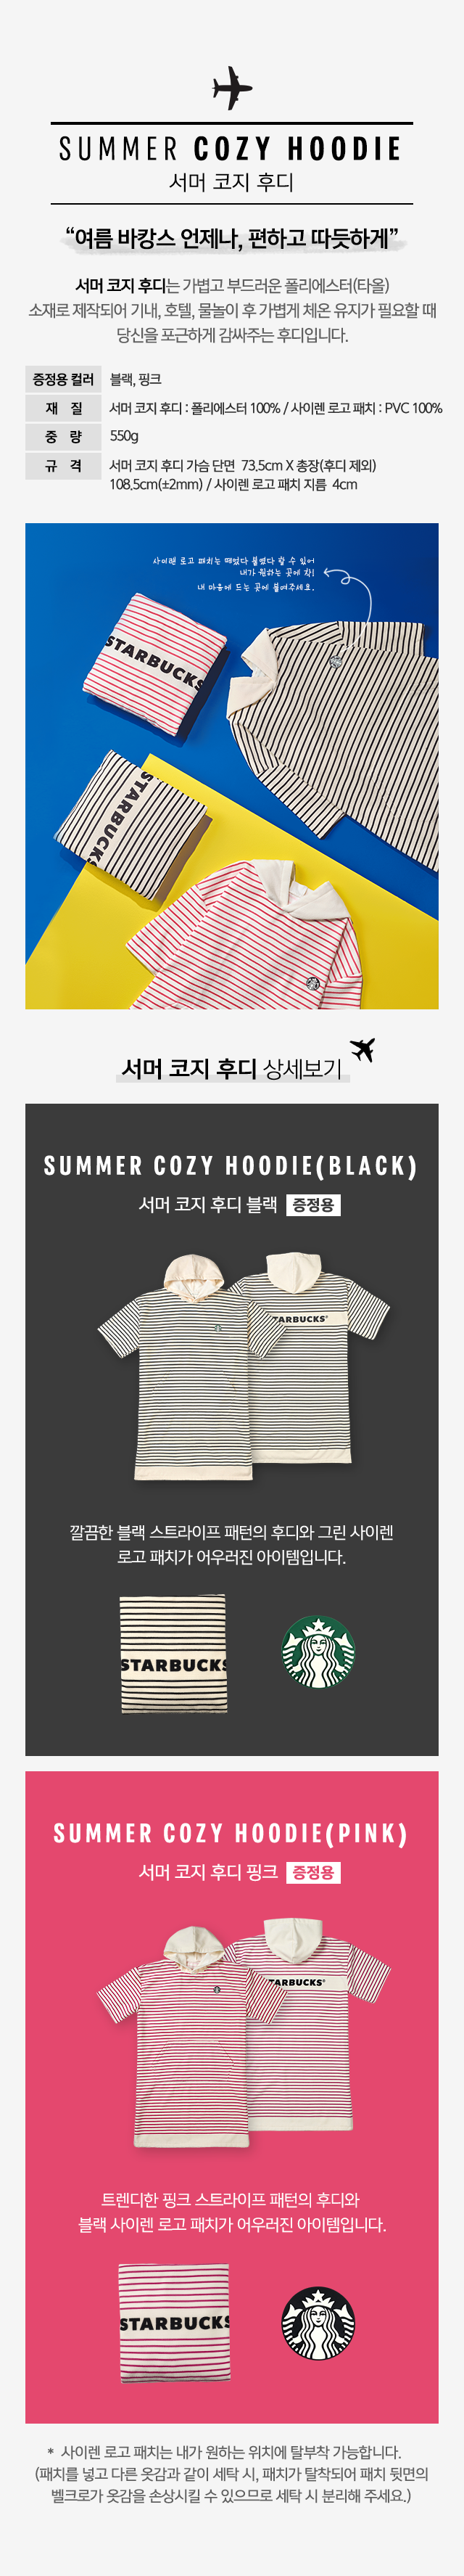 SUMMER COZY HOODIE
서머 코지 후디
“여름 바캉스 언제나, 편하고 따듯하게”
서머 코지 후디는 가볍고 부드러운 폴리에스터(타올)
소재로 제작되어 기내, 호텔, 물놀이 후 가볍게 체온 유지가 필요할 때
당신을 포근하게 감싸주는 후디입니다.
증정용 컬러 블랙, 핑크
재 질 서머 코지 후디 : 폴리에스터 100% / 사이렌 로고 패치 : PVC 100%
중 량 550g
규 격 서머 코지 후디 가슴 단면 73.5cm X 총장(후디 제외)
108.5cm(±2mm) / 사이렌 로고 패치 지름 4cm
사이렌 로고 패치는 떼었다 붙였다 할 수 있어
내가 원하는 곳에 착!
내 마음에 드는 곳에 붙여주세요.
STARBUCKS
STARBUCKS
서머 코지 후디 상세보기
SUMMER COZY HOODIE(BLACK)
서머 코지 후디 블랙 증정용
TARBUCKS®
깔끔한 블랙 스트라이프 패턴의 후디와 그린 사이렌
로고 패치가 어우러진 아이템입니다.
STARBUCKS
SUMMER COZY HOODIE(PINK)
서머 코지 후디 핑크 증정용
TARBUCKS®
트렌디한 핑크 스트라이프 패턴의 후디와
블랙 사이렌 로고 패치가 어우러진 아이템입니다.
STARBUCKS
* 사이렌 로고 패치는 내가 원하는 위치에 탈부착 가능합니다.
(패치를 넣고 다른 옷감과 같이 세탁 시, 패치가 탈착되어 패치 뒷면의
벨크로가 옷감을 손상시킬 수 있으므로 세탁 시 분리해 주세요.)